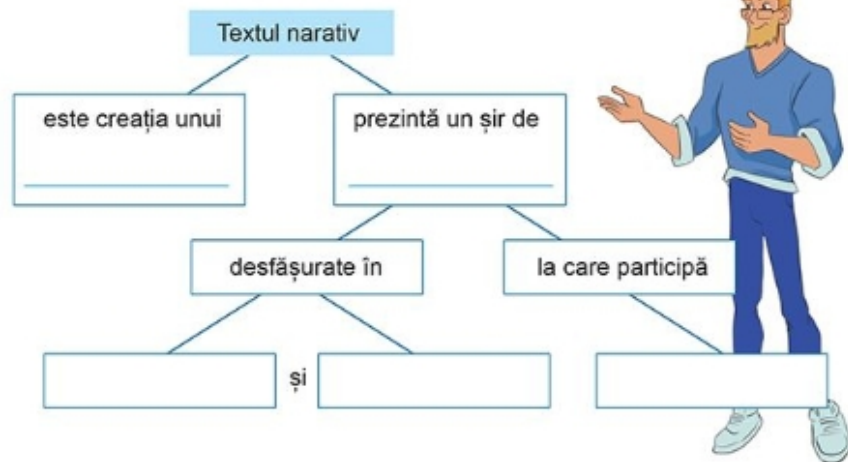 Textul narativ
este creația unui
prezintă un șir de
desfășurate în
la care participă
și